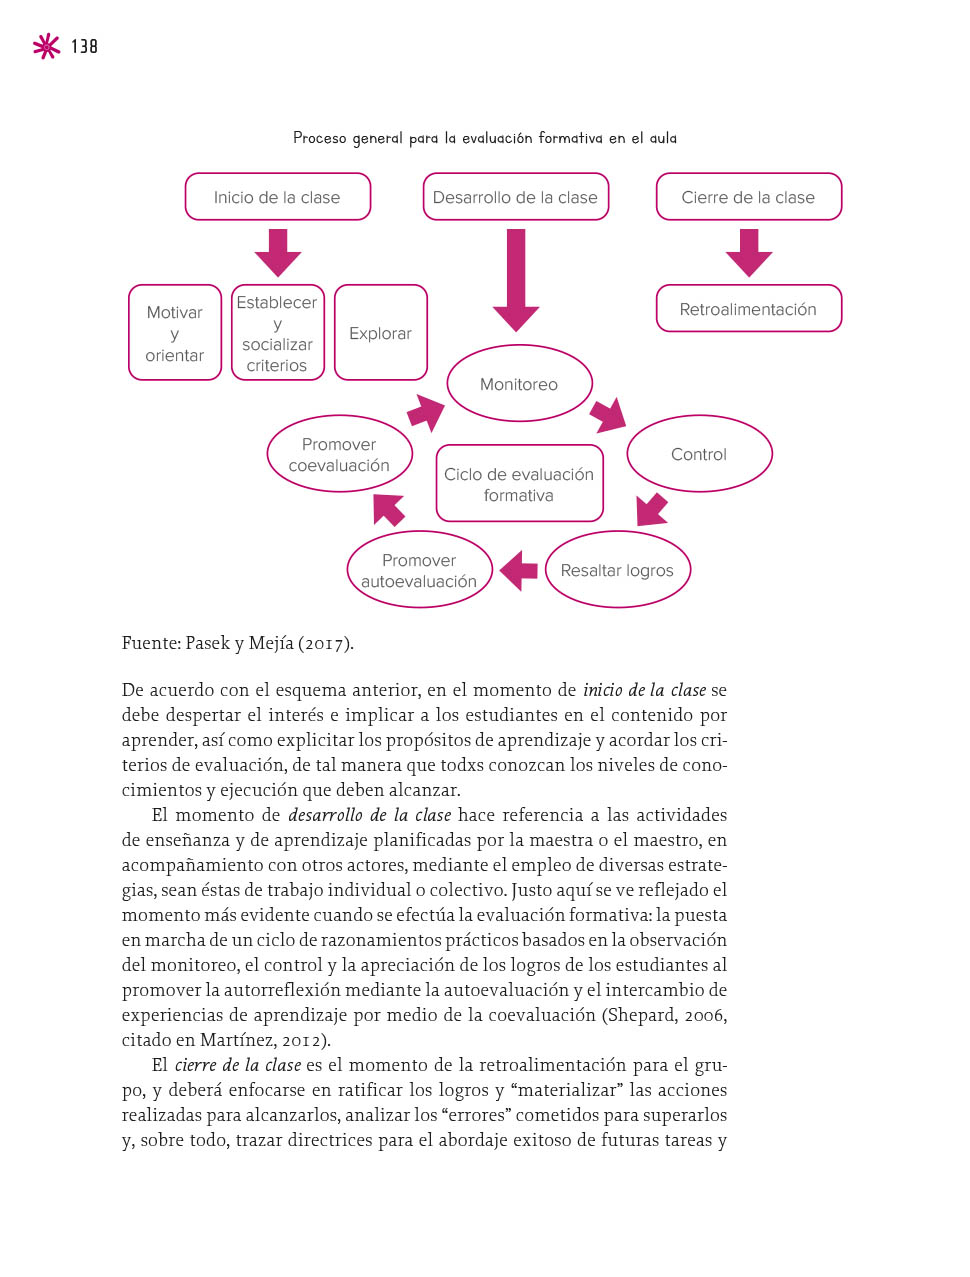 138
Proceso general para la evaluación formativa en el aula
Inicio de la clase
Desarrollo de la clase
Cierre de la clase
Motivar
y
orientar
Establecer
y
socializar
criterios
Explorar
Retroalimentación
Monitoreo
Promover
coevaluación
Control
Ciclo de evaluación
formativa
Promover
autoevaluación
Resaltar logros
Fuente: Pasek y Mejía (2017).
De acuerdo con el esquema anterior, en el momento de inicio de la clase se
debe despertar el interés e implicar a los estudiantes en el contenido por
aprender, así como explicitar los propósitos de aprendizaje y acordar los cri-
terios de evaluación, de tal manera que todxs conozcan los niveles de cono-
cimientos y ejecución que deben alcanzar.
El momento de desarrollo de la clase hace referencia a las actividades
de enseñanza y de aprendizaje planificadas por la maestra o el maestro, en
acompañamiento con otros actores, mediante el empleo de diversas estrate-
gias, sean éstas de trabajo individual o colectivo. Justo aquí se ve reflejado el
momento más evidente cuando se efectúa la evaluación formativa: la puesta
en marcha de un ciclo de razonamientos prácticos basados en la observación
del monitoreo, el control y la apreciación de los logros de los estudiantes al
promover la autorreflexión mediante la autoevaluación y el intercambio de
experiencias de aprendizaje por medio de la coevaluación (Shepard, 2006,
citado en Martínez, 2012).
El cierre de la clase es el momento de la retroalimentación para el gru-
po, y deberá enfocarse en ratificar los logros y “materializar” las acciones
realizadas para alcanzarlos, analizar los “errores” cometidos para superarlos
y, sobre todo, trazar directrices para el abordaje exitoso de futuras tareas y